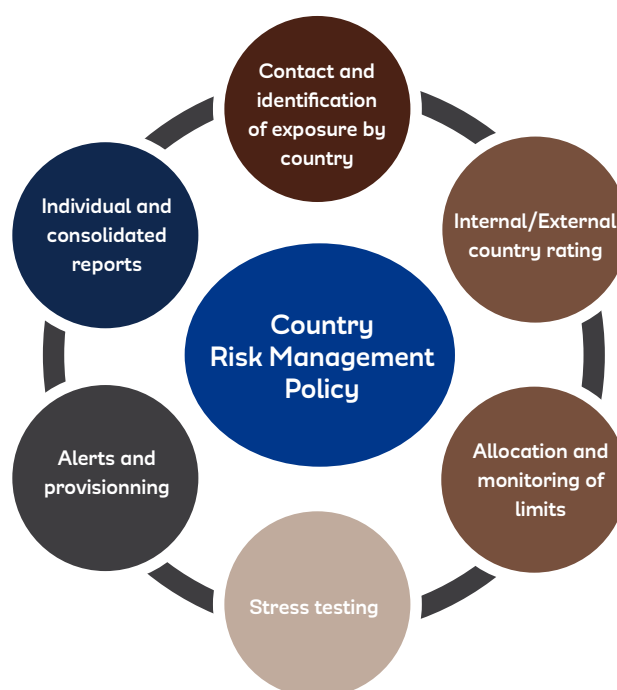 Contact and
identification
of exposure by
country
Internal/External
country rating
Allocation and
monitoring of
limits
Stress testing
Alerts and
provisionning
Individual and
consolidated
reports
Country
Risk Management
Policy